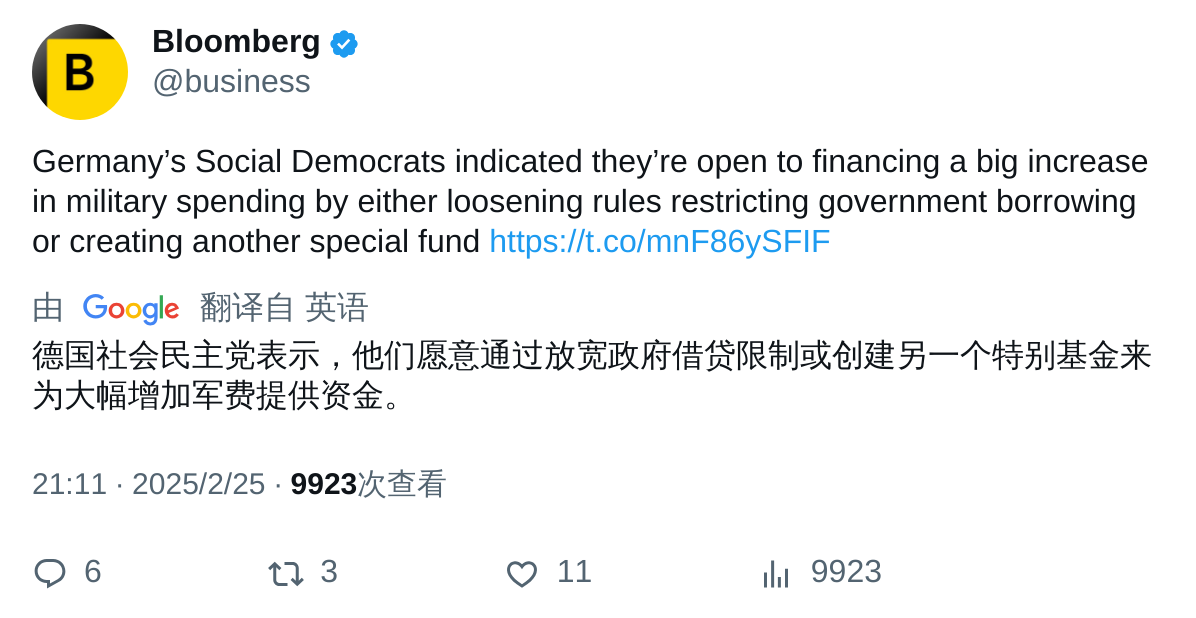 B
Bloomberg
@business
Germany’s Social Democrats indicated they’re open to financing a big increase
in military spending by either loosening rules restricting government borrowing
or creating another special fund https://t.co/mnF86ySFIF
由 Google 翻译自 英语
德国社会民主党表示，他们愿意通过放宽政府借贷限制或创建另一个特别基金来
为大幅增加军费提供资金。
21:11 · 2025/2/25 · 9923次查看
6 3 11 9923